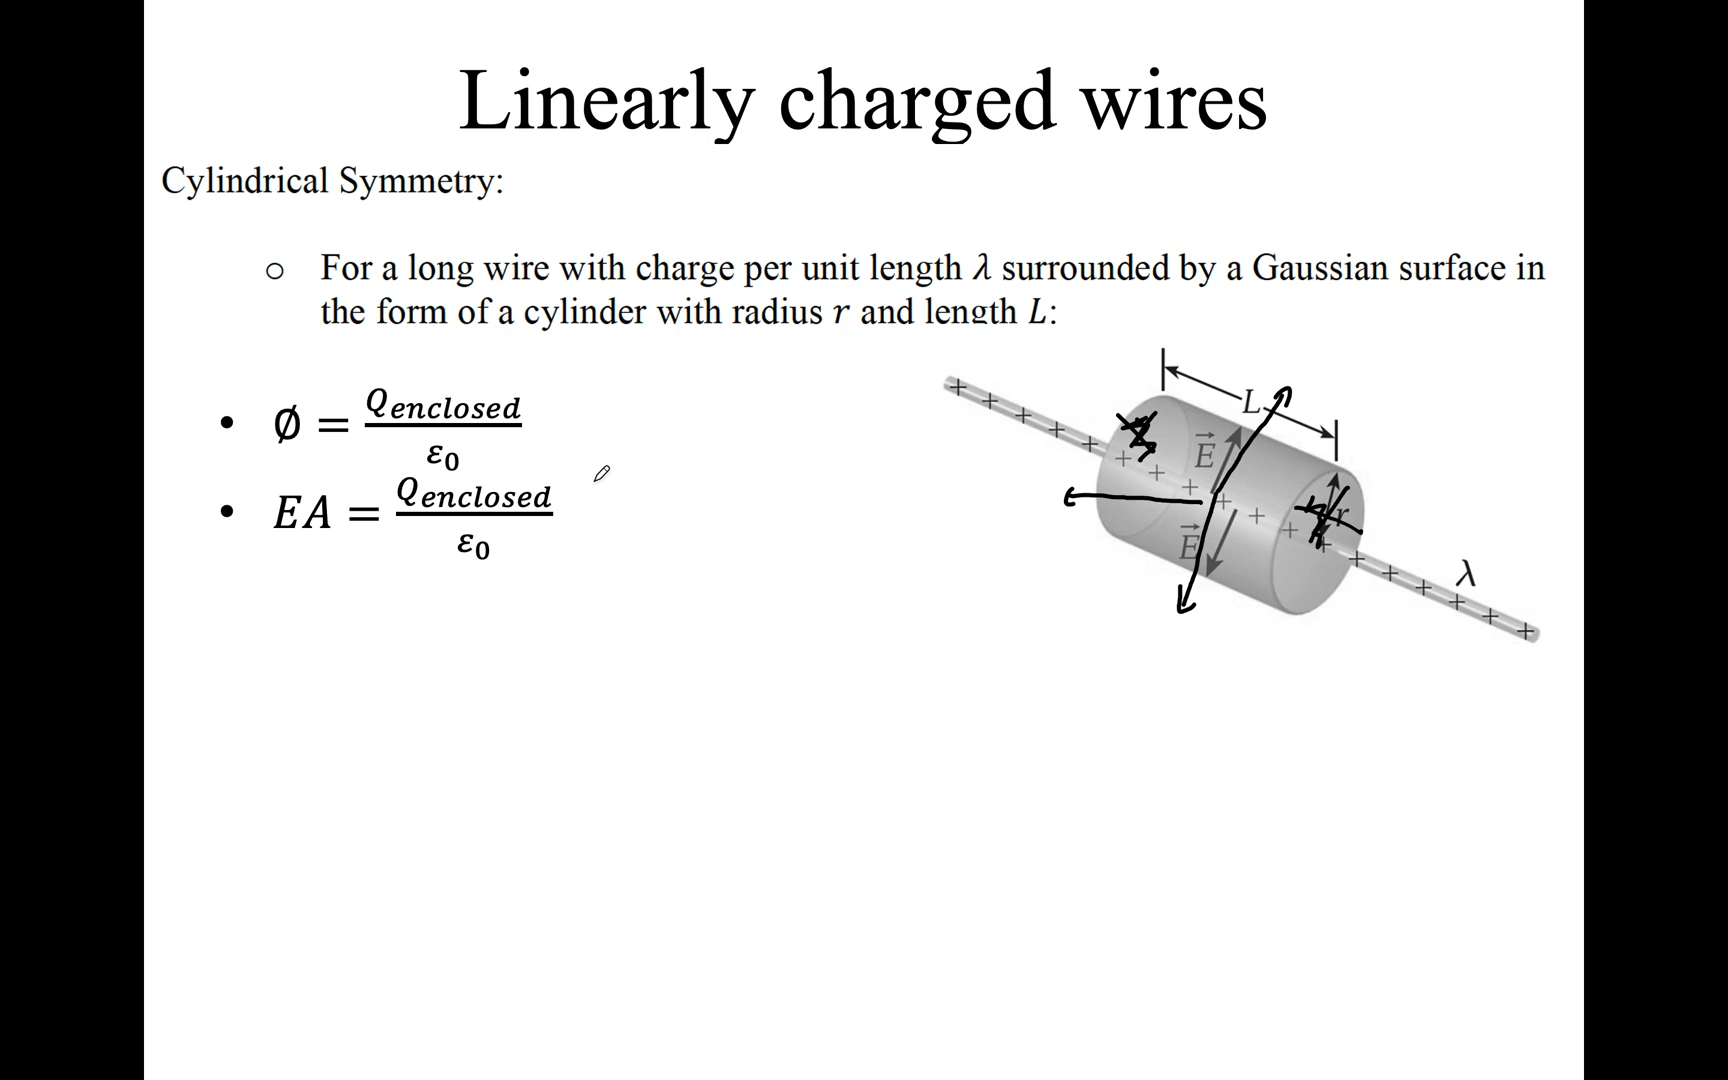 Linearly charged wires
Cylindrical Symmetry:
o For a long wire with charge per unit length λ surrounded by a Gaussian surface in
the form of a cylinder with radius r and length L:
• ∅ = Q_enclosed / ε₀
• EA = Q_enclosed / ε₀
L
E⃗
r
E⃗
λ